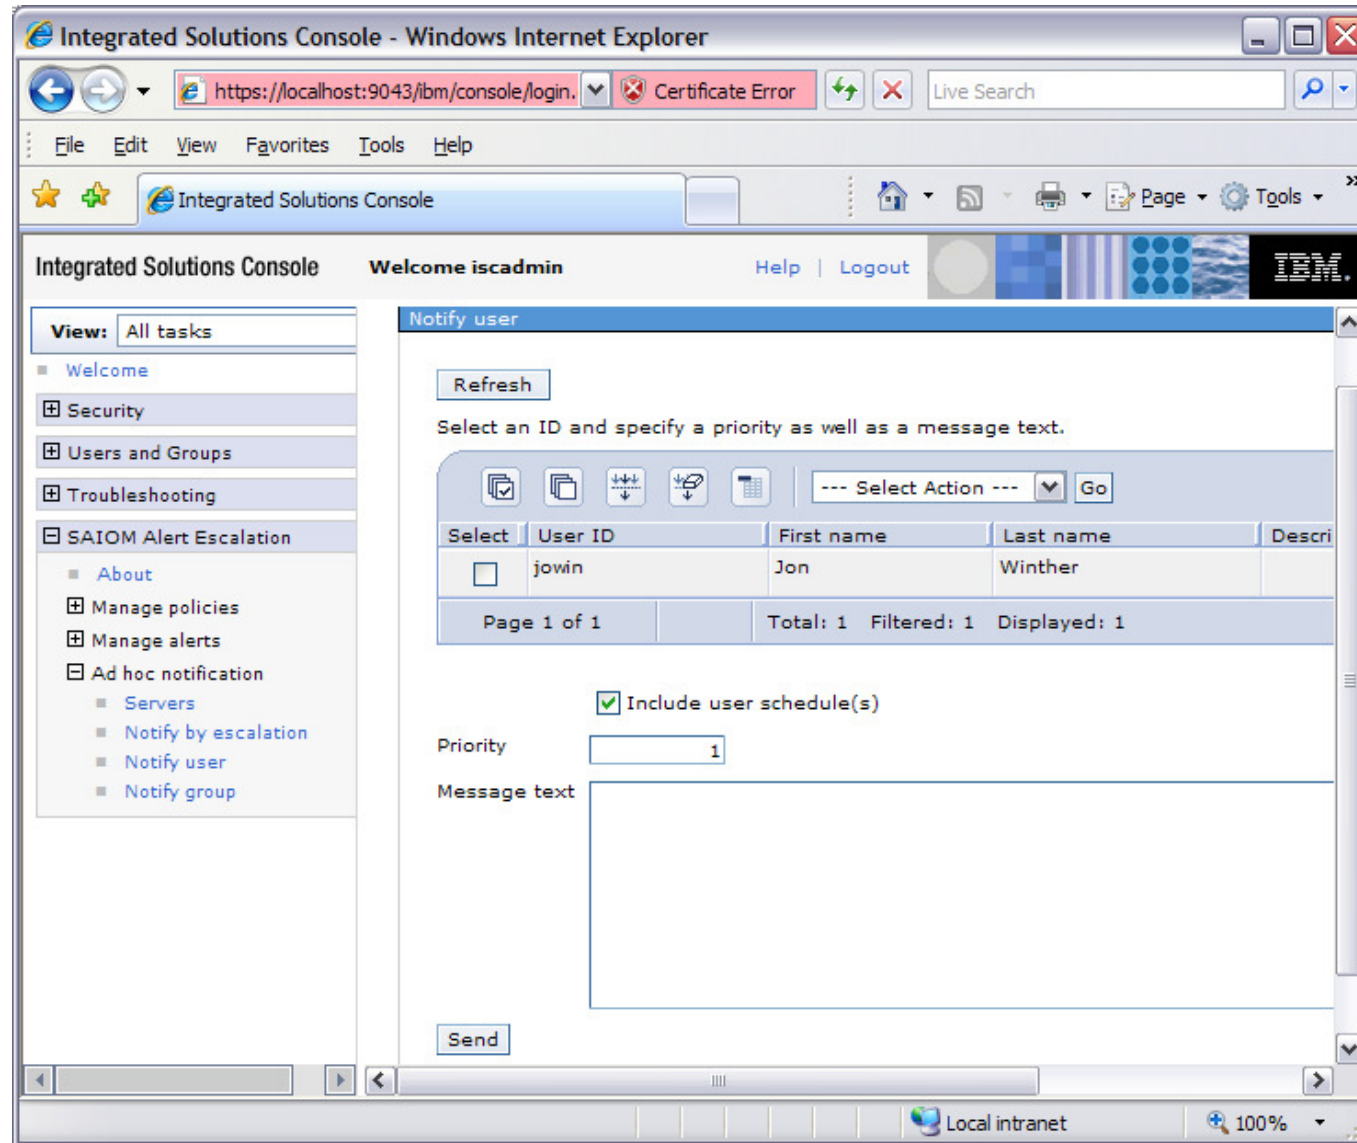 Integrated Solutions Console - Windows Internet Explorer
https://localhost:9043/ibm/console/login. Certificate Error Live Search
File Edit View Favorites Tools Help
Integrated Solutions Console Page Tools »
Integrated Solutions Console Welcome iscadmin Help | Logout IBM.
View: All tasks
Welcome
Security
Users and Groups
Troubleshooting
SAIOM Alert Escalation
About
Manage policies
Manage alerts
Ad hoc notification
Servers
Notify by escalation
Notify user
Notify group
Notify user
Refresh
Select an ID and specify a priority as well as a message text.
--- Select Action --- Go
Select User ID First name Last name Descri
jowin Jon Winther
Page 1 of 1 Total: 1 Filtered: 1 Displayed: 1
Include user schedule(s)
Priority 1
Message text
Send
Local intranet 100%